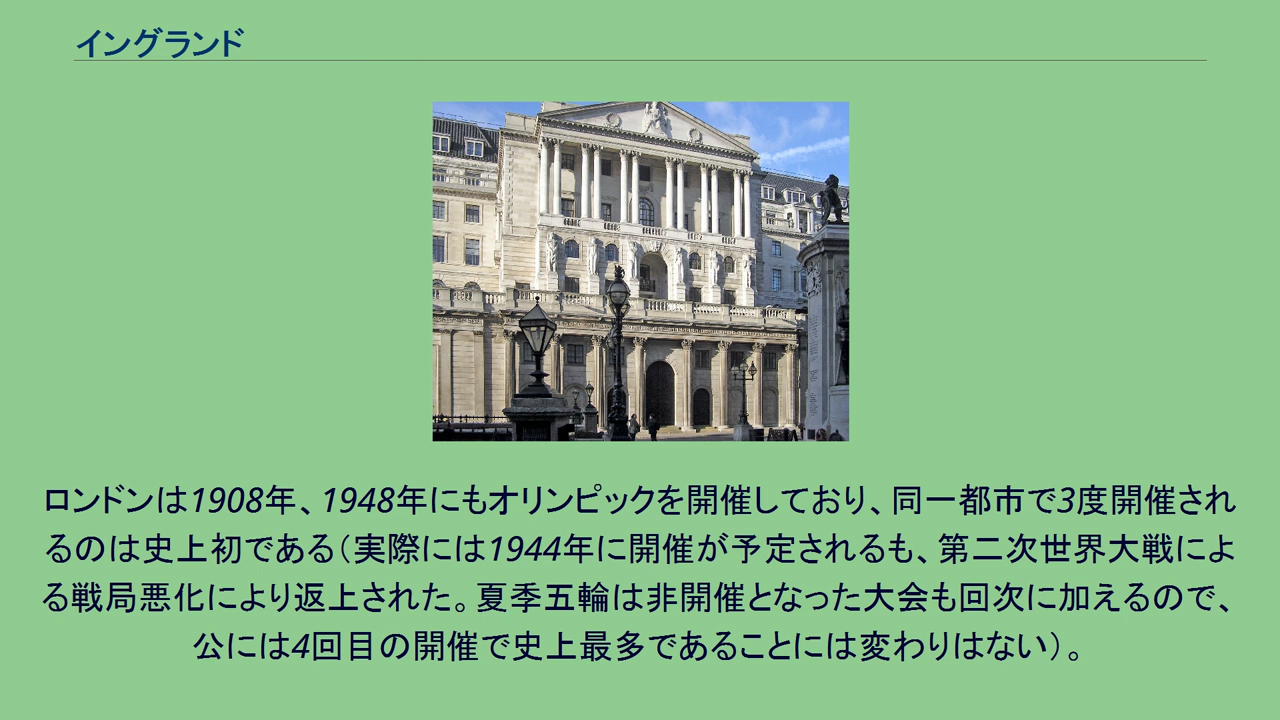 イングランド
ロンドンは1908年、1948年にもオリンピックを開催しており、同一都市で3度開催され
るのは史上初である（実際には1944年に開催が予定されるも、第二次世界大戦によ
る戦局悪化により返上された。夏季五輪は非開催となった大会も回次に加えるので、
公には4回目の開催で史上最多であることには変わりはない）。